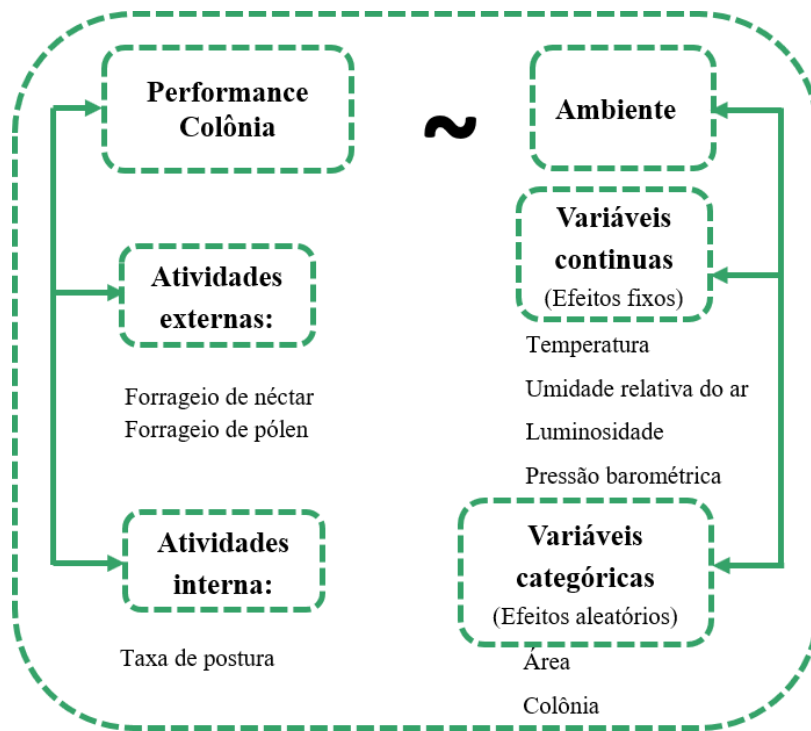 Performance
Colônia
~
Ambiente
Atividades
externas:
Forrageio de néctar
Forrageio de pólen
Atividades
interna:
Taxa de postura
Variáveis
continuas
(Efeitos fixos)
Temperatura
Umidade relativa do ar
Luminosidade
Pressão barométrica
Variáveis
categóricas
(Efeitos aleatórios)
Área
Colônia